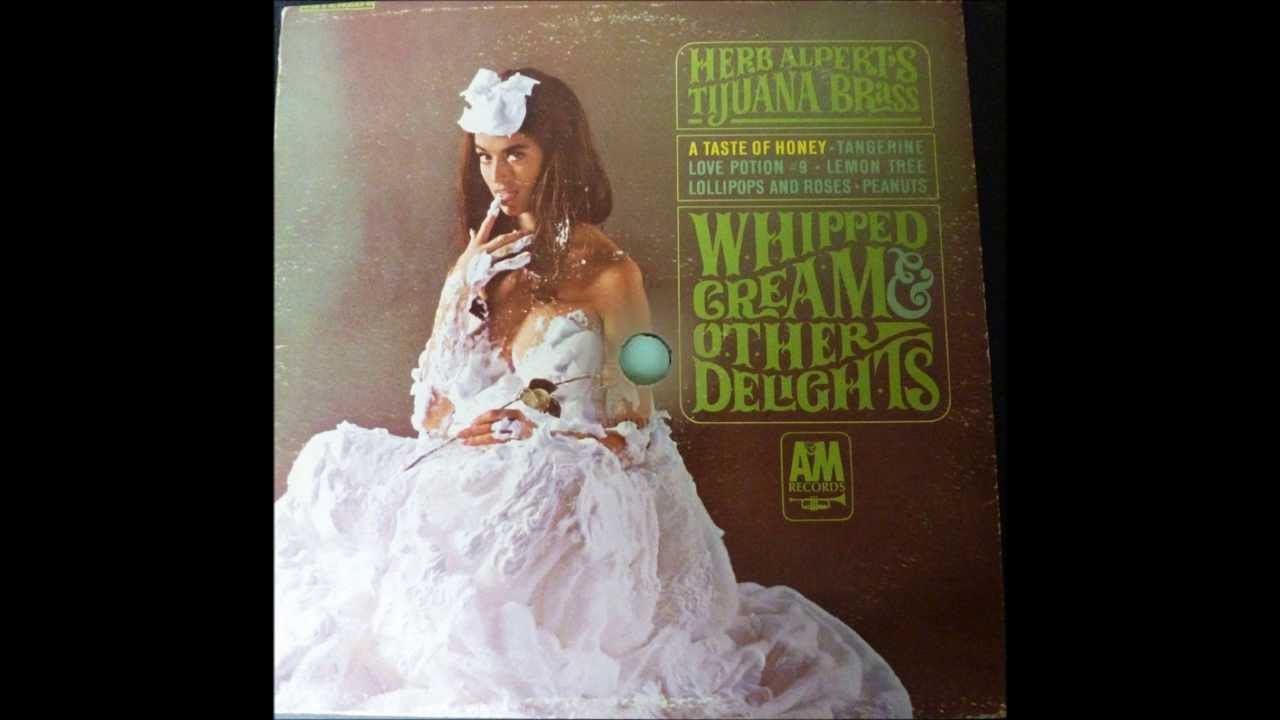 HERB ALPERT'S
TIJUANA BRASS
A TASTE OF HONEY • TANGERINE
LOVE POTION #9 • LEMON TREE
LOLLIPOPS AND ROSES • PEANUTS
WHIPPED
CREAM &
OTHER
DELIGHTS
A&M
RECORDS